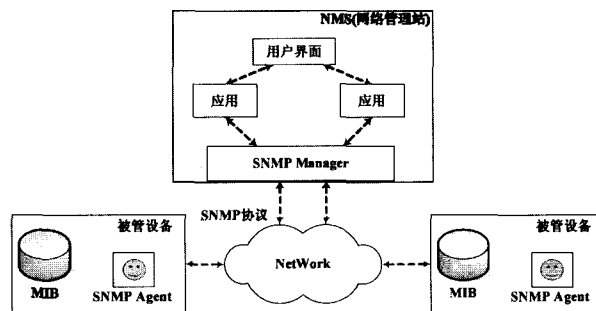 NMS(网络管理站)
用户界面
应用
应用
SNMP Manager
SNMP协议
被管设备
MIB
SNMP Agent
NetWork
被管设备
MIB
SNMP Agent